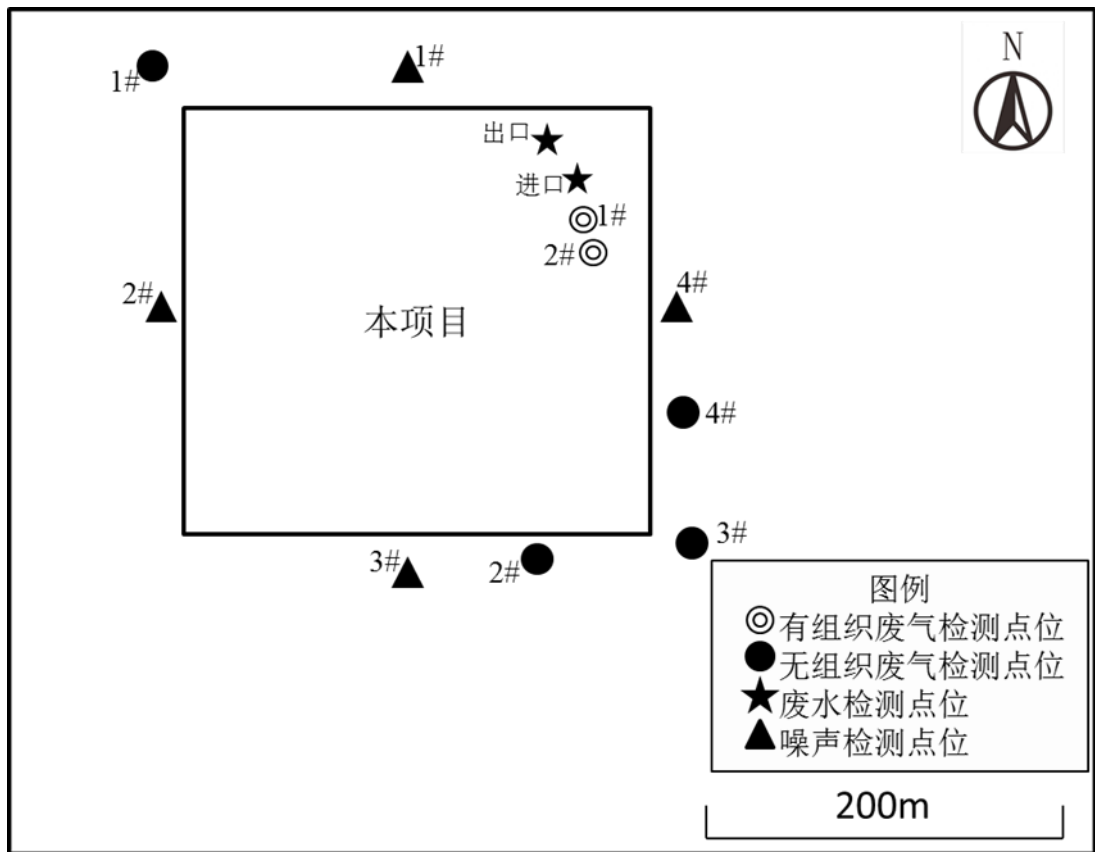 1#
1#
N
出口
进口
1#
2#
2#
4#
本项目
4#
3#
3#
2#
图例
有组织废气检测点位
无组织废气检测点位
废水检测点位
噪声检测点位
200m